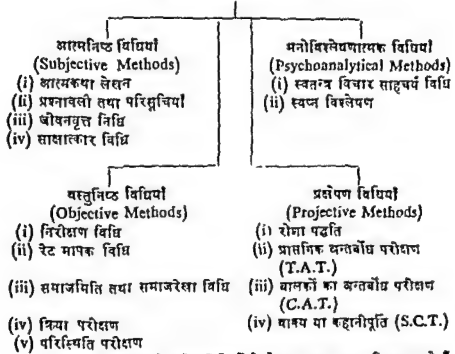 आत्मनिष्ठ विधियाँ
(Subjective Methods)
(i) आत्मकथा लेखन
(ii) प्रश्नावली तथा परिसूचियाँ
(iii) जीवनवृत्त निधि
(iv) साक्षात्कार विधि
मनोविश्लेषणात्मक विधियाँ
(Psychoanalytical Methods)
(i) स्वतन्त्र विचार साहचर्य विधि
(ii) स्वप्न विश्लेषण
वस्तुनिष्ठ विधियाँ
(Objective Methods)
(i) निरीक्षण विधि
(ii) रेट मापक विधि
(iii) समाजमिति तथा समाजरेखा विधि
(iv) क्रिया परीक्षण
(v) परिस्थिति परीक्षण
प्रक्षेपण विधियाँ
(Projective Methods)
(i) रोर्शा पद्धति
(ii) प्रासंगिक अन्तर्बोध परीक्षण
(T.A.T.)
(iii) बालकों का अन्तर्बोध परीक्षण
(C.A.T.)
(iv) वाक्य या कहानीपूर्ति (S.C.T.)